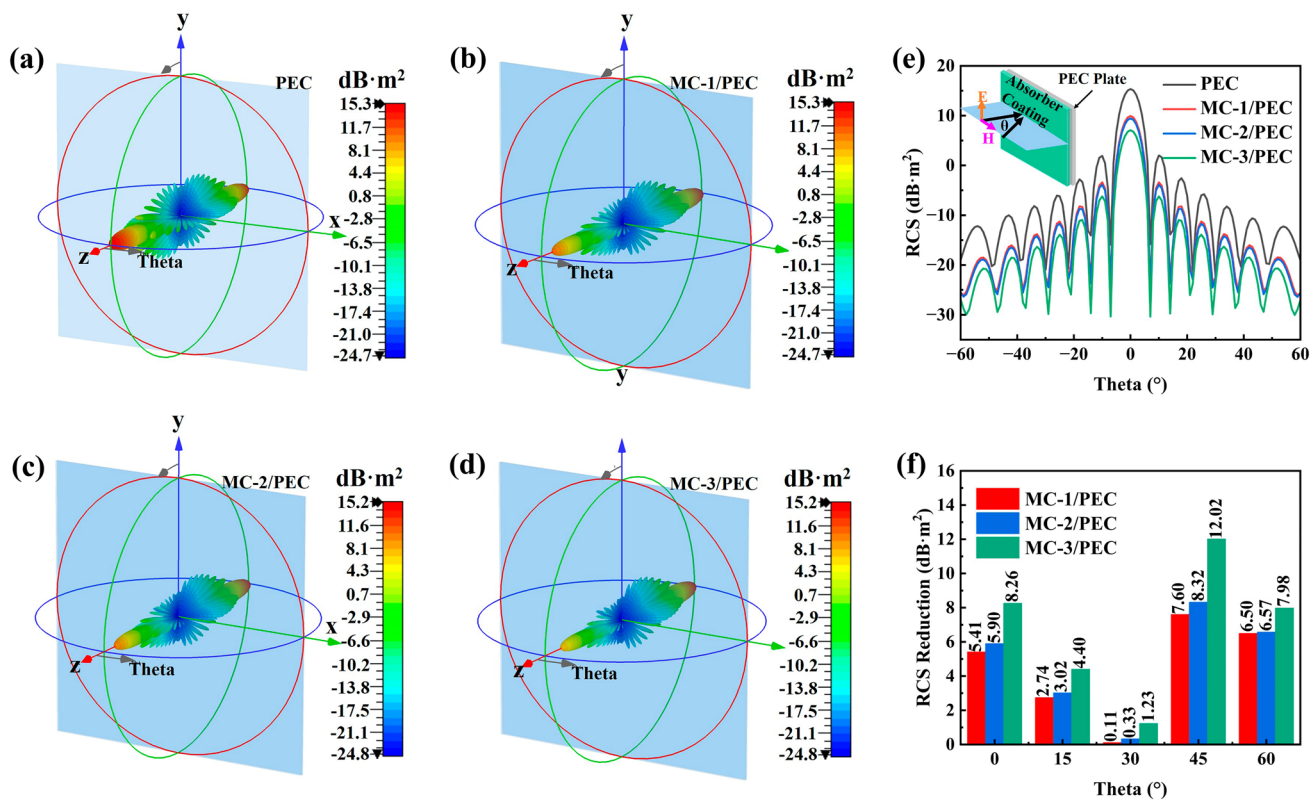 (a)
y
PEC
x
z
Theta
dB·m²
15.3
11.7
8.1
4.4
0.8
-2.8
-6.5
-10.1
-13.8
-17.4
-21.0
-24.7
(b)
y
MC-1/PEC
z
Theta
dB·m²
15.3
11.7
8.1
4.4
0.8
-2.8
-6.5
-10.1
-13.8
-17.4
-21.0
-24.7
(e)
20
10
0
−10
−20
−30
RCS (dB·m²)
−60
−40
−20
0
20
40
60
Theta (°)
PEC Plate
Absorber
Coating
E
H
θ
PEC
MC-1/PEC
MC-2/PEC
MC-3/PEC
(c)
y
MC-2/PEC
x
z
Theta
dB·m²
15.2
11.6
8.0
4.3
0.7
-2.9
-6.6
-10.2
-13.8
-17.5
-21.1
-24.8
(d)
y
MC-3/PEC
z
Theta
dB·m²
15.2
11.6
8.0
4.3
0.7
-2.9
-6.6
-10.2
-13.8
-17.5
-21.1
-24.8
(f)
16
14
12
10
8
6
4
2
0
RCS Reduction (dB·m²)
MC-1/PEC
MC-2/PEC
MC-3/PEC
5.41
5.90
8.26
2.74
3.02
4.40
0.11
0.33
1.23
7.60
8.32
12.02
6.50
6.57
7.98
0
15
30
45
60
Theta (°)